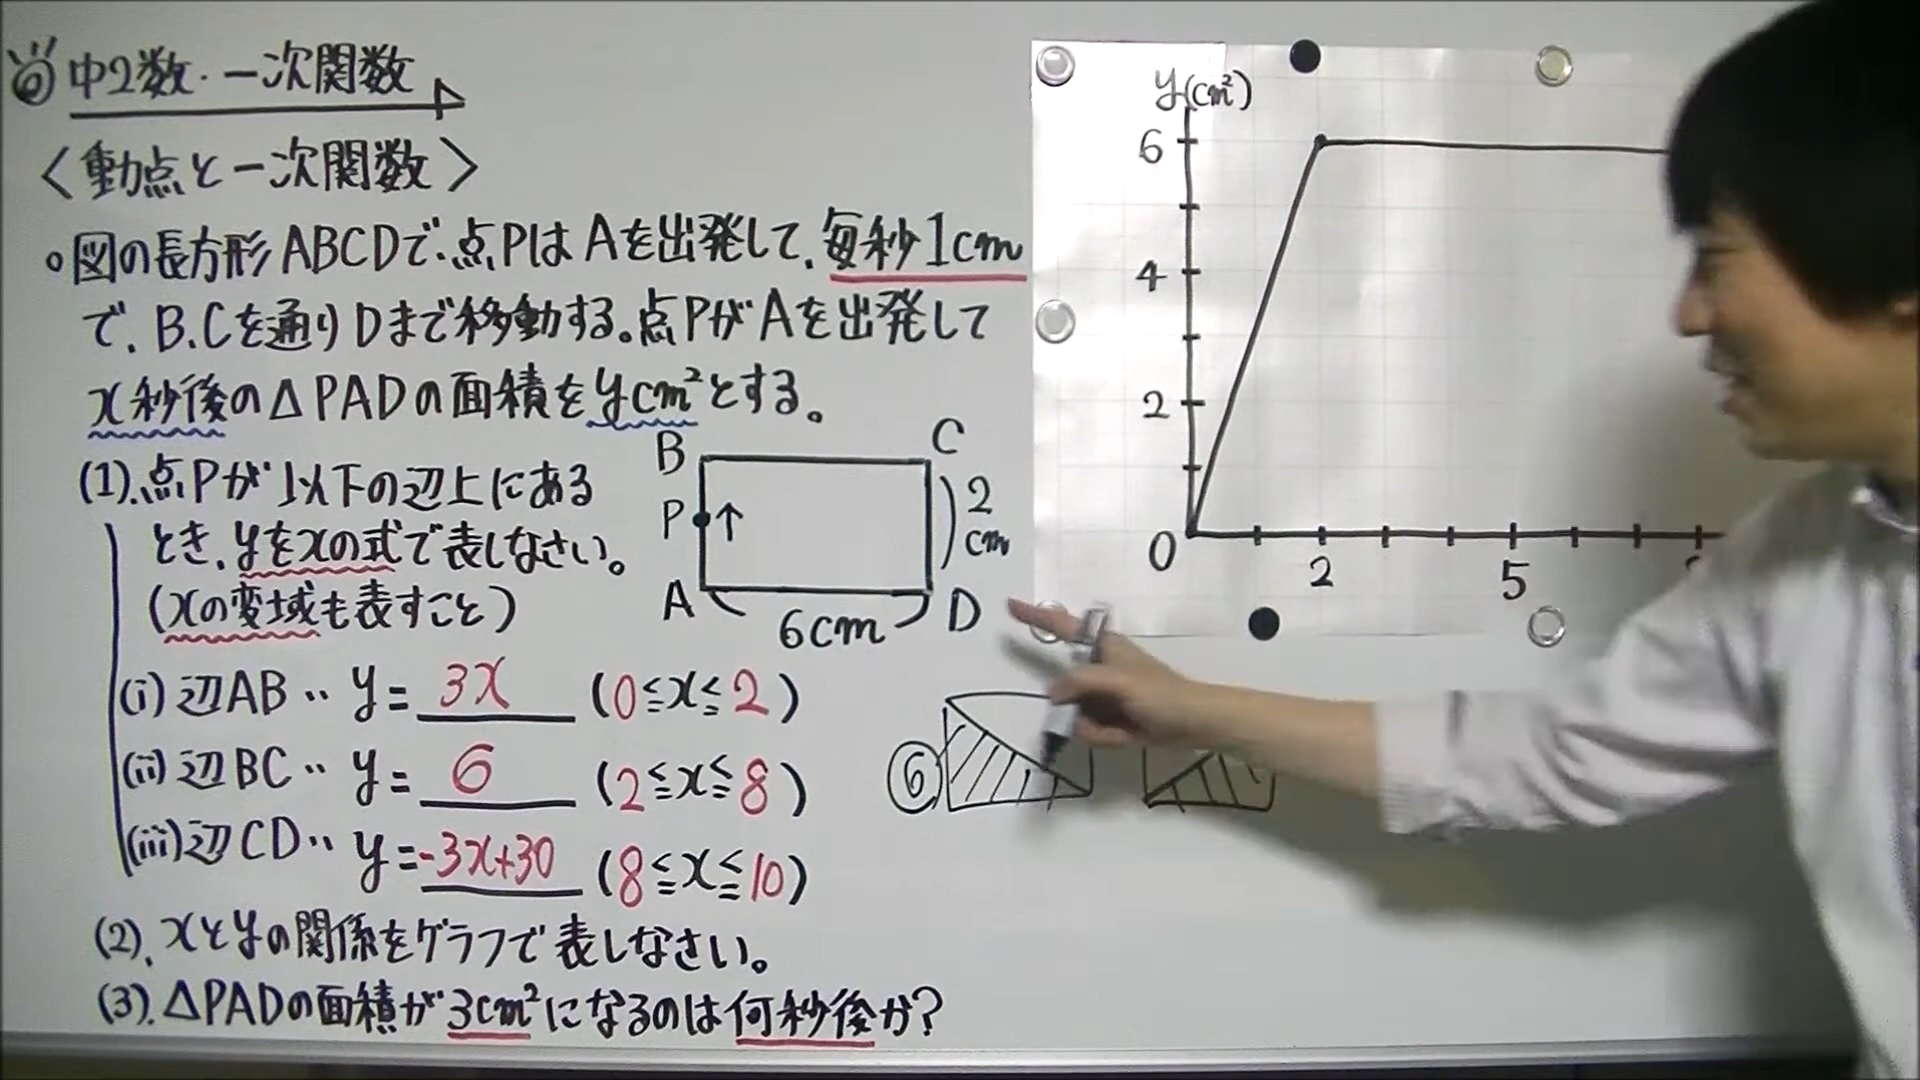 中2数・一次関数
<動点と一次関数>
。図の長方形ABCDで、点PはAを出発して、毎秒1cm
で、B、Cを通りDまで移動する。点PがAを出発して
x秒後の△PADの面積をycm²とする。
(1).点Pが以下の辺上にある
とき、yをxの式で表しなさい。
(xの変域も表すこと)
(i)辺AB‥y=3x (0≦x≦2)
(ii)辺BC‥y=6 (2≦x≦8)
(iii)辺CD‥y=-3x+30 (8≦x≦10)
(2)、xとyの関係をグラフで表しなさい。
(3).△PADの面積が3cm²になるのは何秒後か?
B
C
P
↑
2
cm
A
6cm
D
6
y(cm²)
6
4
2
0
2
5